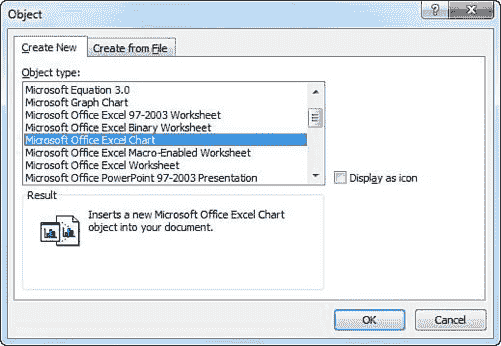 Object
Create New
Create from File
Object type:
Microsoft Equation 3.0
Microsoft Graph Chart
Microsoft Office Excel 97-2003 Worksheet
Microsoft Office Excel Binary Worksheet
Microsoft Office Excel Chart
Microsoft Office Excel Macro-Enabled Worksheet
Microsoft Office Excel Worksheet
Microsoft Office PowerPoint 97-2003 Presentation
Display as icon
Result
Inserts a new Microsoft Office Excel Chart
object into your document.
OK
Cancel